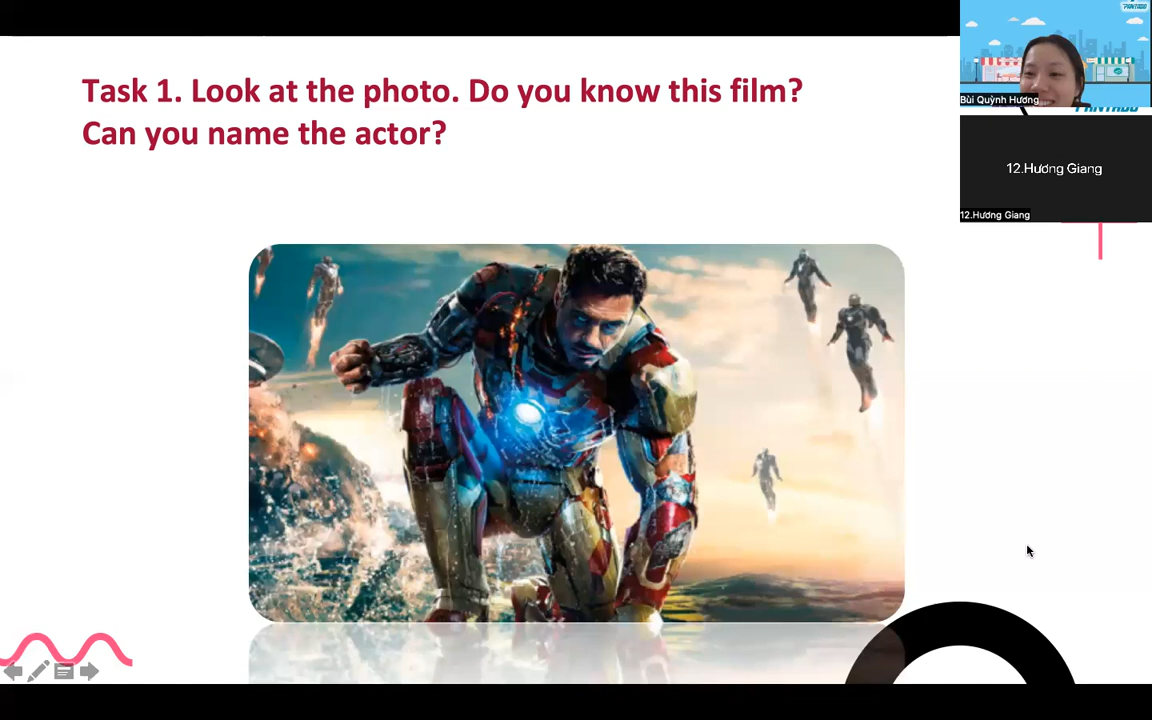 Task 1. Look at the photo. Do you know this film?
Can you name the actor?
PANTADO
Bùi Quỳnh Hương
12.Hương Giang
12.Hương Giang